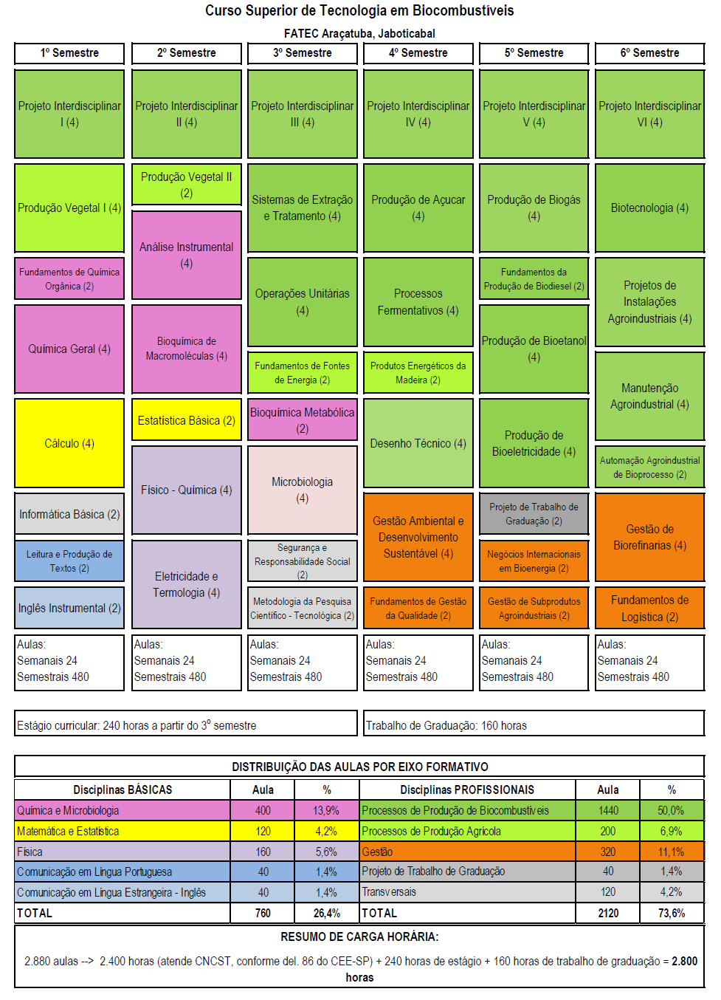 Curso Superior de Tecnologia em Biocombustíveis
FATEC Araçatuba, Jaboticabal
1º Semestre
2º Semestre
3º Semestre
4º Semestre
5º Semestre
6º Semestre
Projeto Interdisciplinar
I (4)
Projeto Interdisciplinar
II (4)
Projeto Interdisciplinar
III (4)
Projeto Interdisciplinar
IV (4)
Projeto Interdisciplinar
V (4)
Projeto Interdisciplinar
VI (4)
Produção Vegetal I (4)
Produção Vegetal II
(2)
Sistemas de Extração
e Tratamento (4)
Produção de Açucar
(4)
Produção de Biogás
(4)
Biotecnologia (4)
Análise Instrumental
(4)
Fundamentos de Química
Orgânica (2)
Operações Unitárias
(4)
Processos
Fermentativos (4)
Fundamentos da
Produção de Biodiesel (2)
Projetos de
Instalações
Agroindustriais (4)
Química Geral (4)
Bioquímica de
Macromoléculas (4)
Produção de Bioetanol
(4)
Fundamentos de Fontes
de Energia (2)
Produtos Energéticos da
Madeira (2)
Manutenção
Agroindustrial (4)
Cálculo (4)
Estatística Básica (2)
Bioquímica Metabólica
(2)
Desenho Técnico (4)
Produção de
Bioeletricidade (4)
Físico - Química (4)
Microbiologia
(4)
Automação Agroindustrial
de Bioprocesso (2)
Informática Básica (2)
Gestão Ambiental e
Desenvolvimento
Sustentável (4)
Projeto de Trabalho de
Graduação (2)
Gestão de
Biorefinarias (4)
Leitura e Produção de
Textos (2)
Eletricidade e
Termologia (4)
Segurança e
Responsabilidade Social
(2)
Negócios Internacionais
em Bioenergia (2)
Inglês Instrumental (2)
Metodologia da Pesquisa
Científico - Tecnológica (2)
Fundamentos de Gestão
da Qualidade (2)
Gestão de Subprodutos
Agroindustriais (2)
Fundamentos de
Logística (2)
Aulas:
Semanais 24
Semestrais 480
Aulas:
Semanais 24
Semestrais 480
Aulas:
Semanais 24
Semestrais 480
Aulas:
Semanais 24
Semestrais 480
Aulas:
Semanais 24
Semestrais 480
Aulas:
Semanais 24
Semestrais 480
Estágio curricular: 240 horas a partir do 3º semestre
Trabalho de Graduação: 160 horas
DISTRIBUIÇÃO DAS AULAS POR EIXO FORMATIVO
Disciplinas BÁSICAS Aula % Disciplinas PROFISSIONAIS Aula %
Química e Microbiologia 400 13,9% Processos de Produção de Biocombustíveis 1440 50,0%
Matemática e Estatística 120 4,2% Processos de Produção Agrícola 200 6,9%
Física 160 5,6% Gestão 320 11,1%
Comunicação em Língua Portuguesa 40 1,4% Projeto de Trabalho de Graduação 40 1,4%
Comunicação em Língua Estrangeira - Inglês 40 1,4% Transversais 120 4,2%
TOTAL 760 26,4% TOTAL 2120 73,6%
RESUMO DE CARGA HORÁRIA:
2.880 aulas --> 2.400 horas (atende CNCST, conforme del. 86 do CEE-SP) + 240 horas de estágio + 160 horas de trabalho de graduação = 2.800
horas